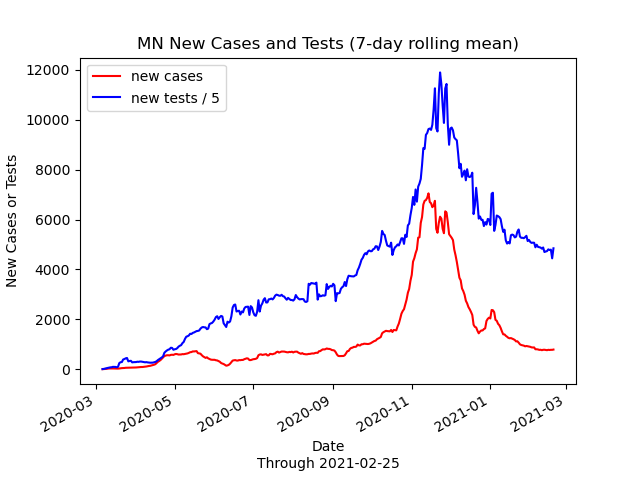 MN New Cases and Tests (7-day rolling mean)
new cases
new tests / 5
12000
10000
8000
6000
4000
2000
0
New Cases or Tests
2020-03
2020-05
2020-07
2020-09
2020-11
2021-01
2021-03
Date
Through 2021-02-25